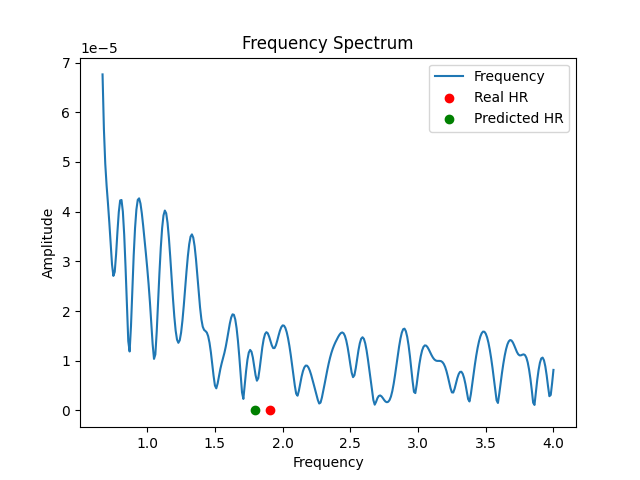 Frequency Spectrum
1e−5
7
6
5
4
3
2
1
0
Amplitude
Frequency
Real HR
Predicted HR
1.0 1.5 2.0 2.5 3.0 3.5 4.0
Frequency